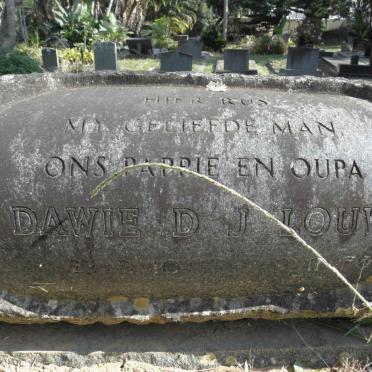 HIER RUS
MY GELIEFDE MAN
ONS PAPPIE EN OUPA
DAWIE D J LOUW